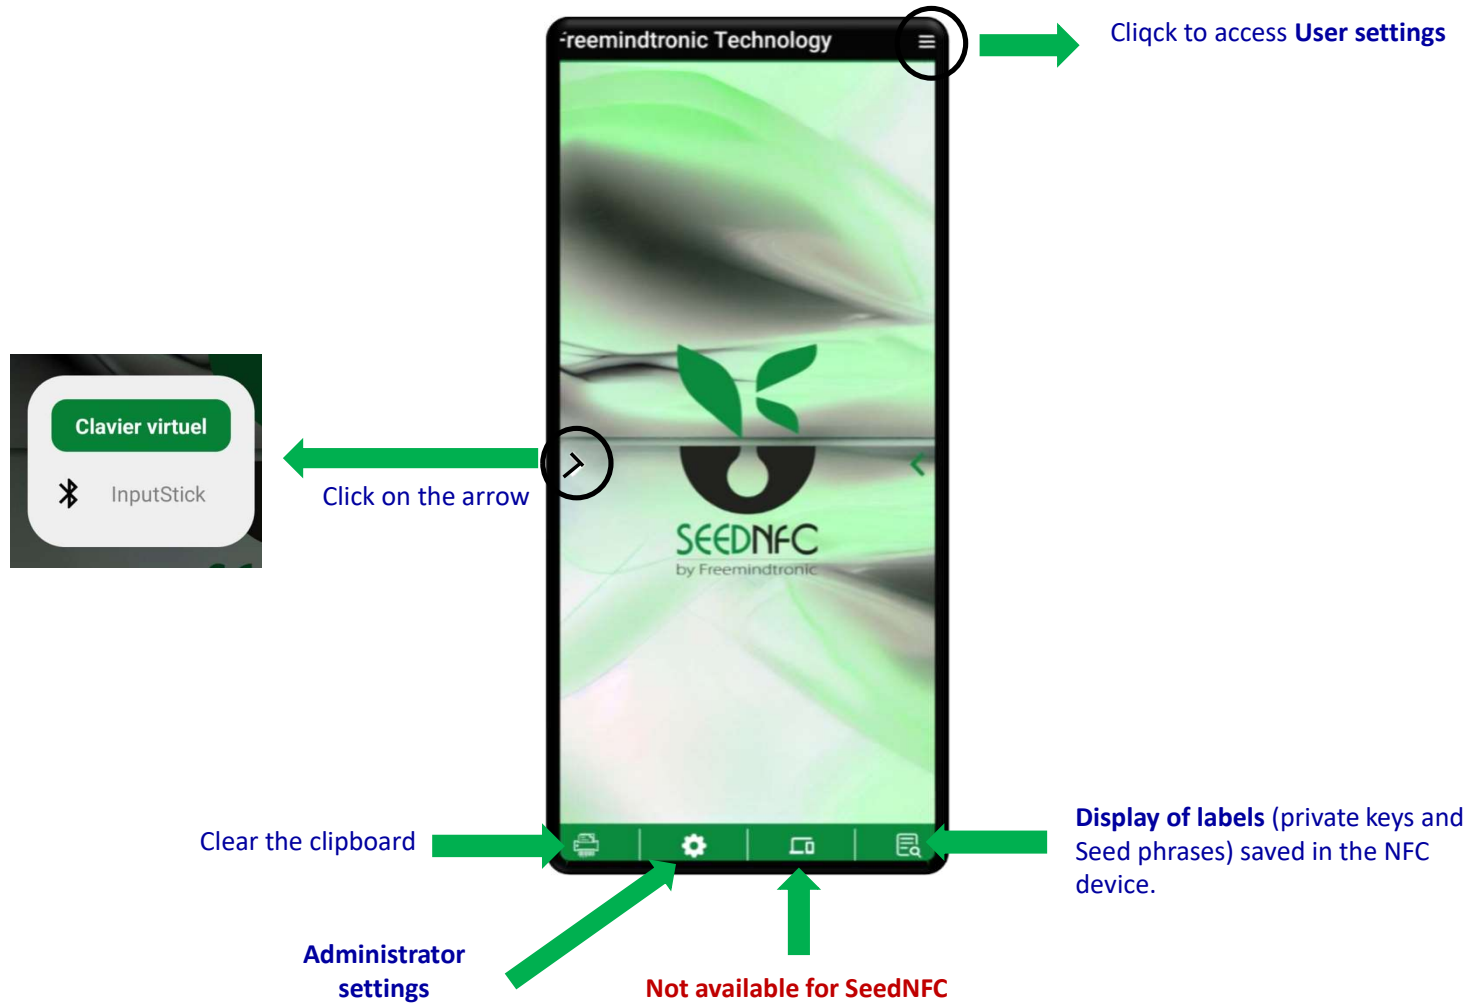 Freemindtronic Technology
Cliqck to access User settings
Clavier virtuel
InputStick
Click on the arrow
SEEDNFC
by Freemindtronic
Clear the clipboard
Display of labels (private keys and
Seed phrases) saved in the NFC
device.
Administrator
settings
Not available for SeedNFC